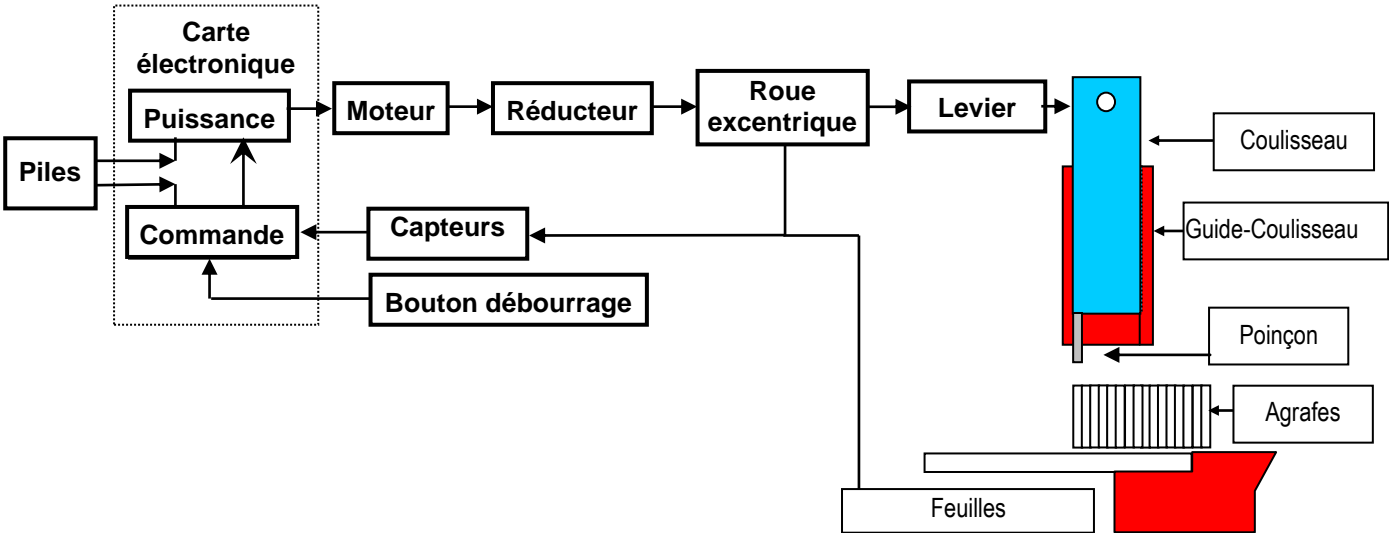 Carte
électronique
Puissance
Moteur
Réducteur
Roue
excentrique
Levier
Coulisseau
Piles
Commande
Capteurs
Guide-Coulisseau
Bouton débourrage
Poinçon
Agrafes
Feuilles